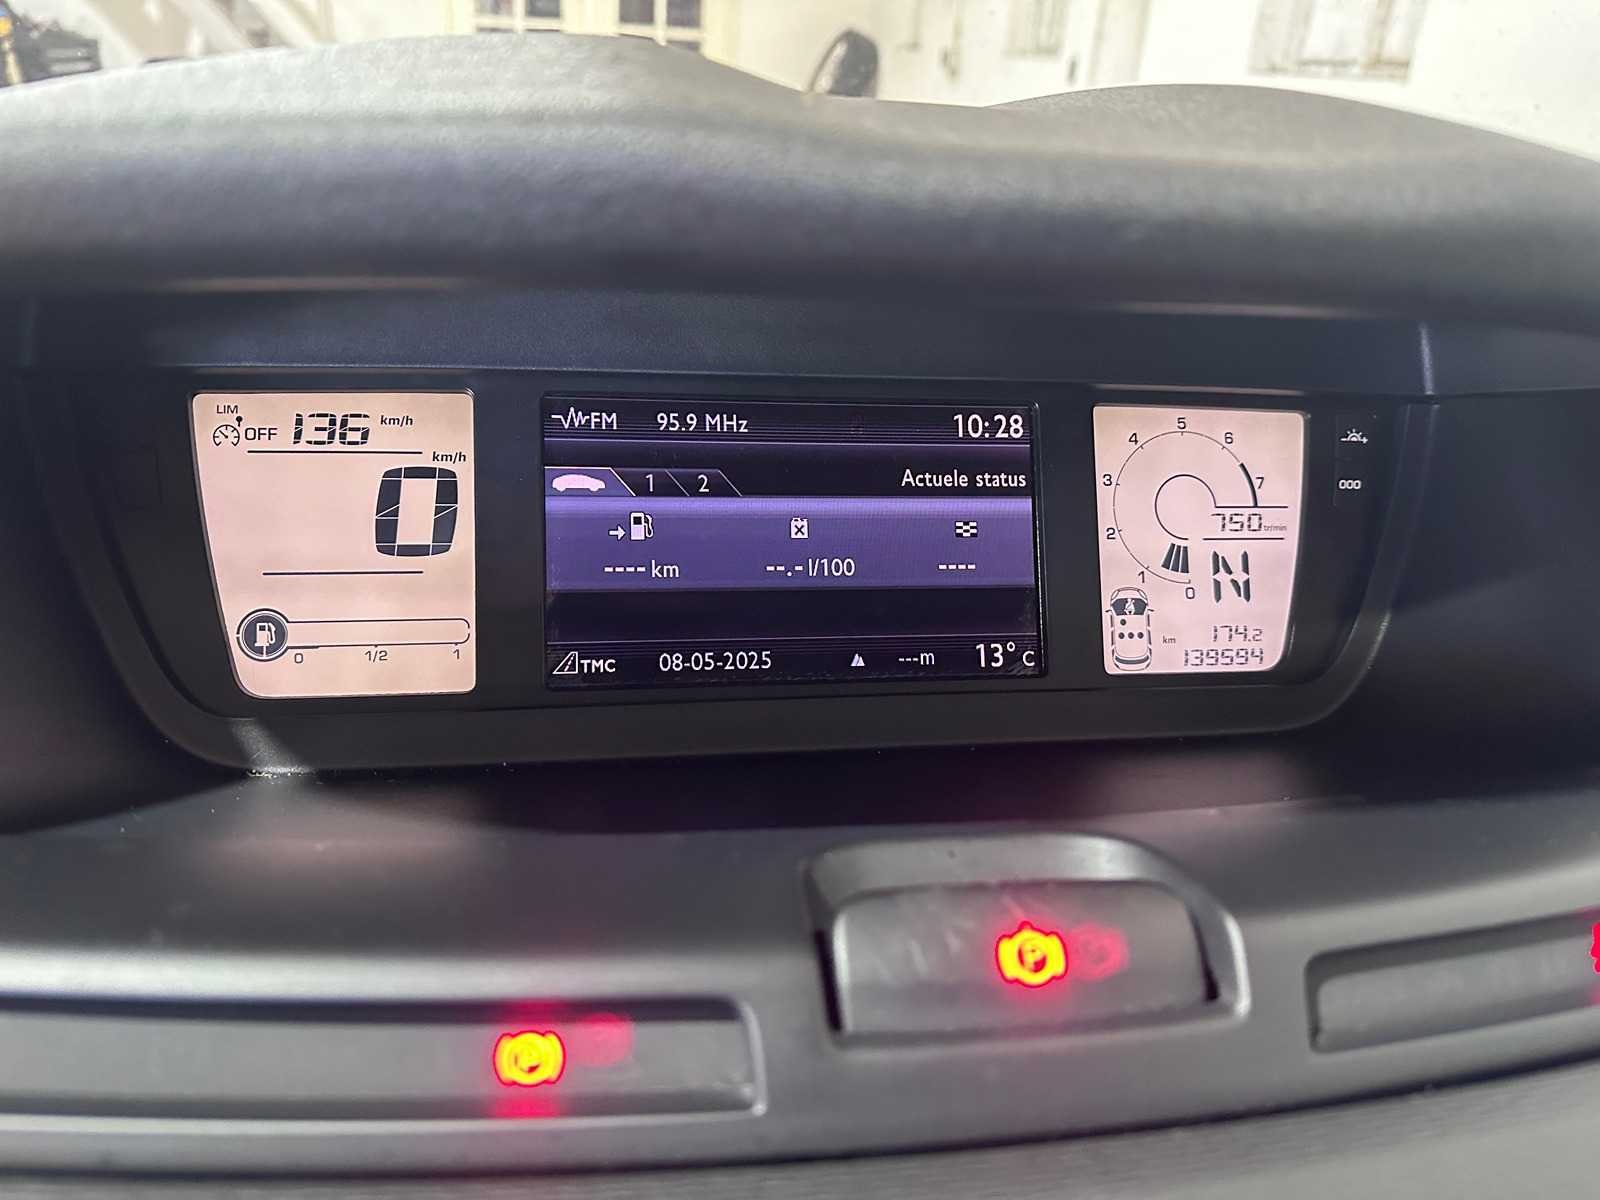 LIM
OFF 136 km/h
km/h
0
0 1/2 1
FM 95.9 MHz 10:28
1 2 Actuele status
---- km --.- l/100 ----
TMC 08-05-2025 ---m 13° C
0 1 2 3 4 5 6 7
750 tr/min
N
km 174.2
139594
P
P